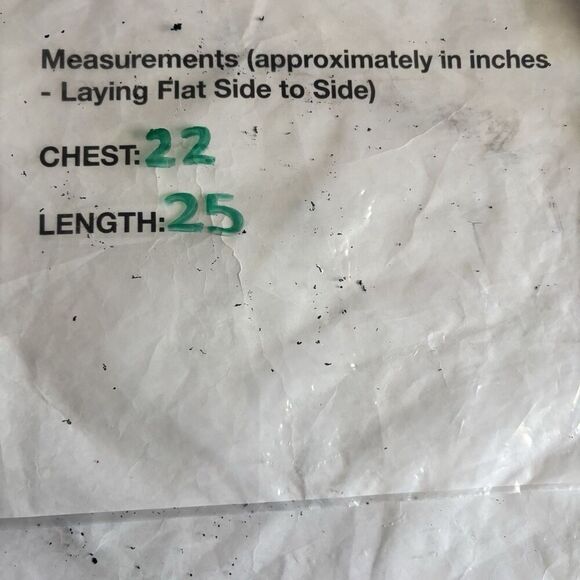 Measurements (approximately in inches
- Laying Flat Side to Side)
CHEST: 22
LENGTH: 25